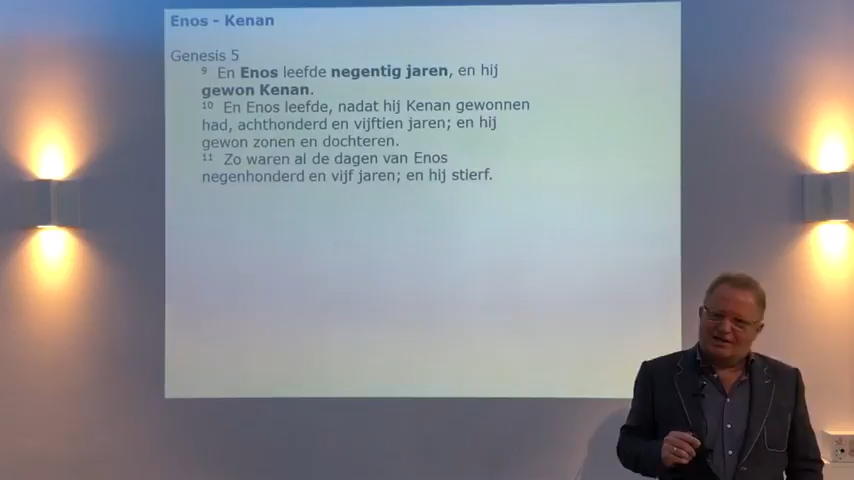 Enos - Kenan
Genesis 5
9 En Enos leefde negentig jaren, en hij
gewon Kenan.
10 En Enos leefde, nadat hij Kenan gewonnen
had, achthonderd en vijftien jaren; en hij
gewon zonen en dochteren.
11 Zo waren al de dagen van Enos
negenhonderd en vijf jaren; en hij stierf.